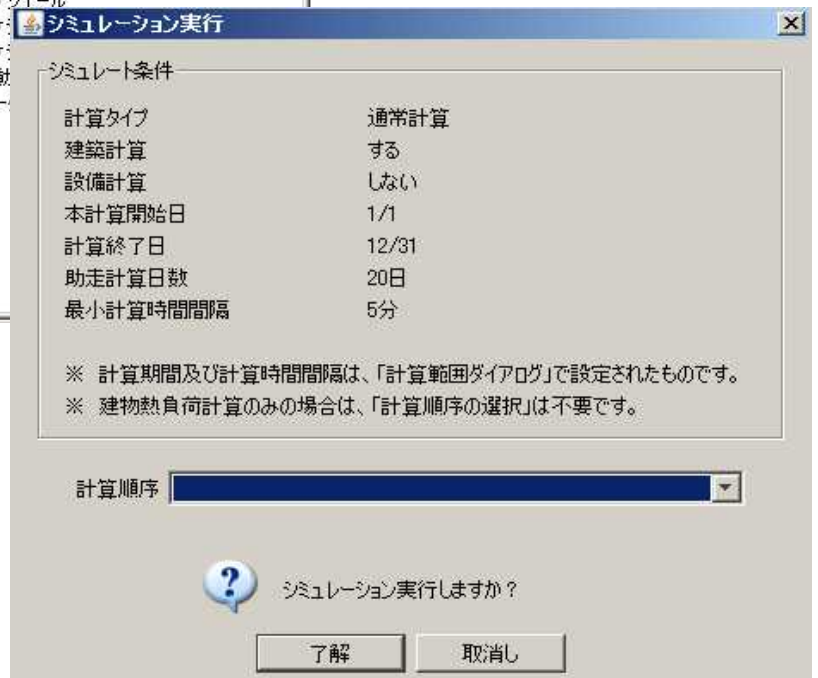 シミュレーション実行
シミュレート条件
計算タイプ 通常計算
建築計算 する
設備計算 しない
本計算開始日 1/1
計算終了日 12/31
助走計算日数 20日
最小計算時間間隔 5分
※ 計算期間及び計算時間間隔は、「計算範囲ダイアログ」で設定されたものです。
※ 建物熱負荷計算のみの場合は、「計算順序の選択」は不要です。
計算順序
シミュレーション実行しますか？
了解 取消し